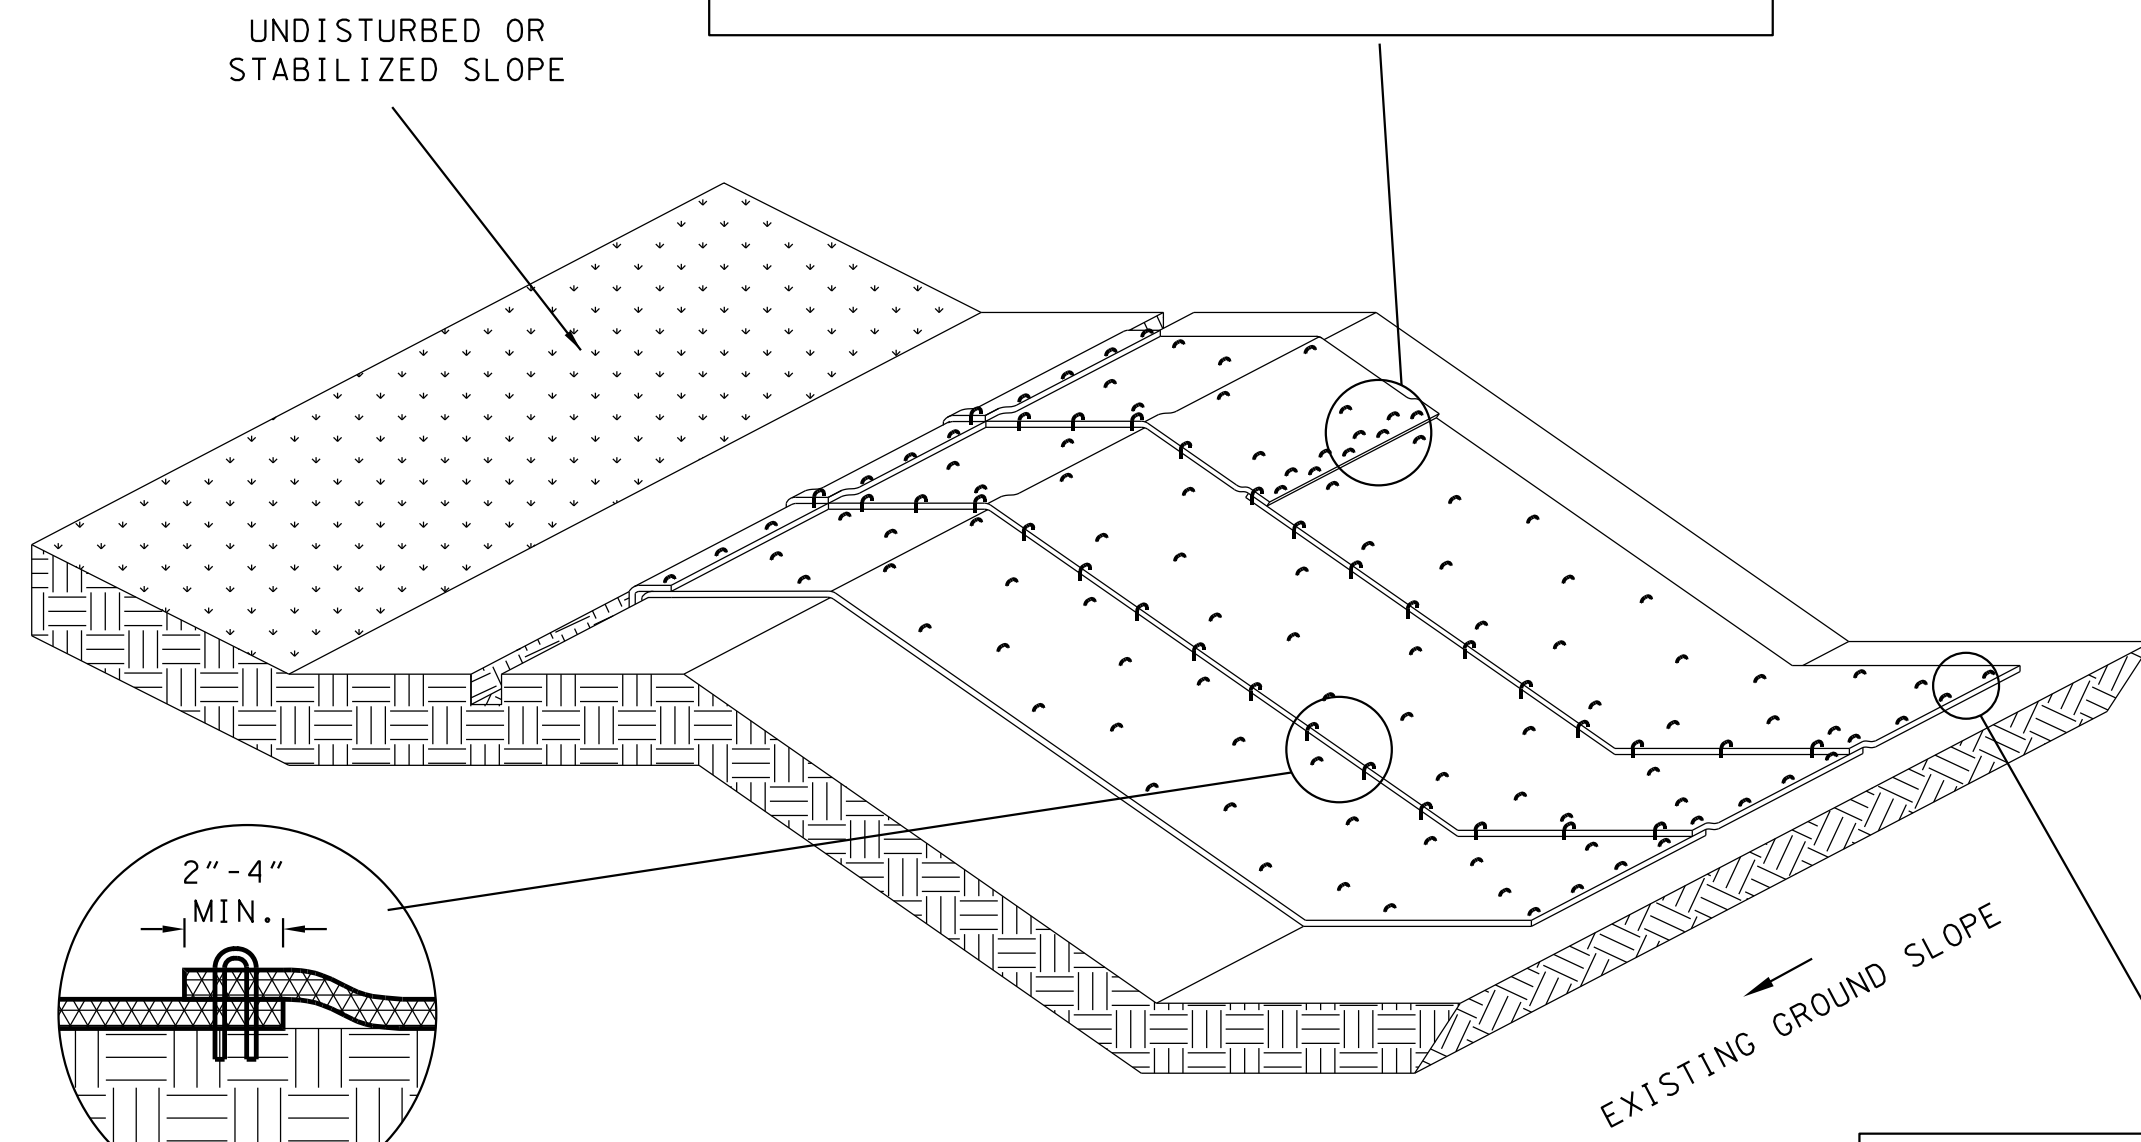 UNDISTURBED OR
STABILIZED SLOPE
2"-4"
MIN.
EXISTING GROUND SLOPE